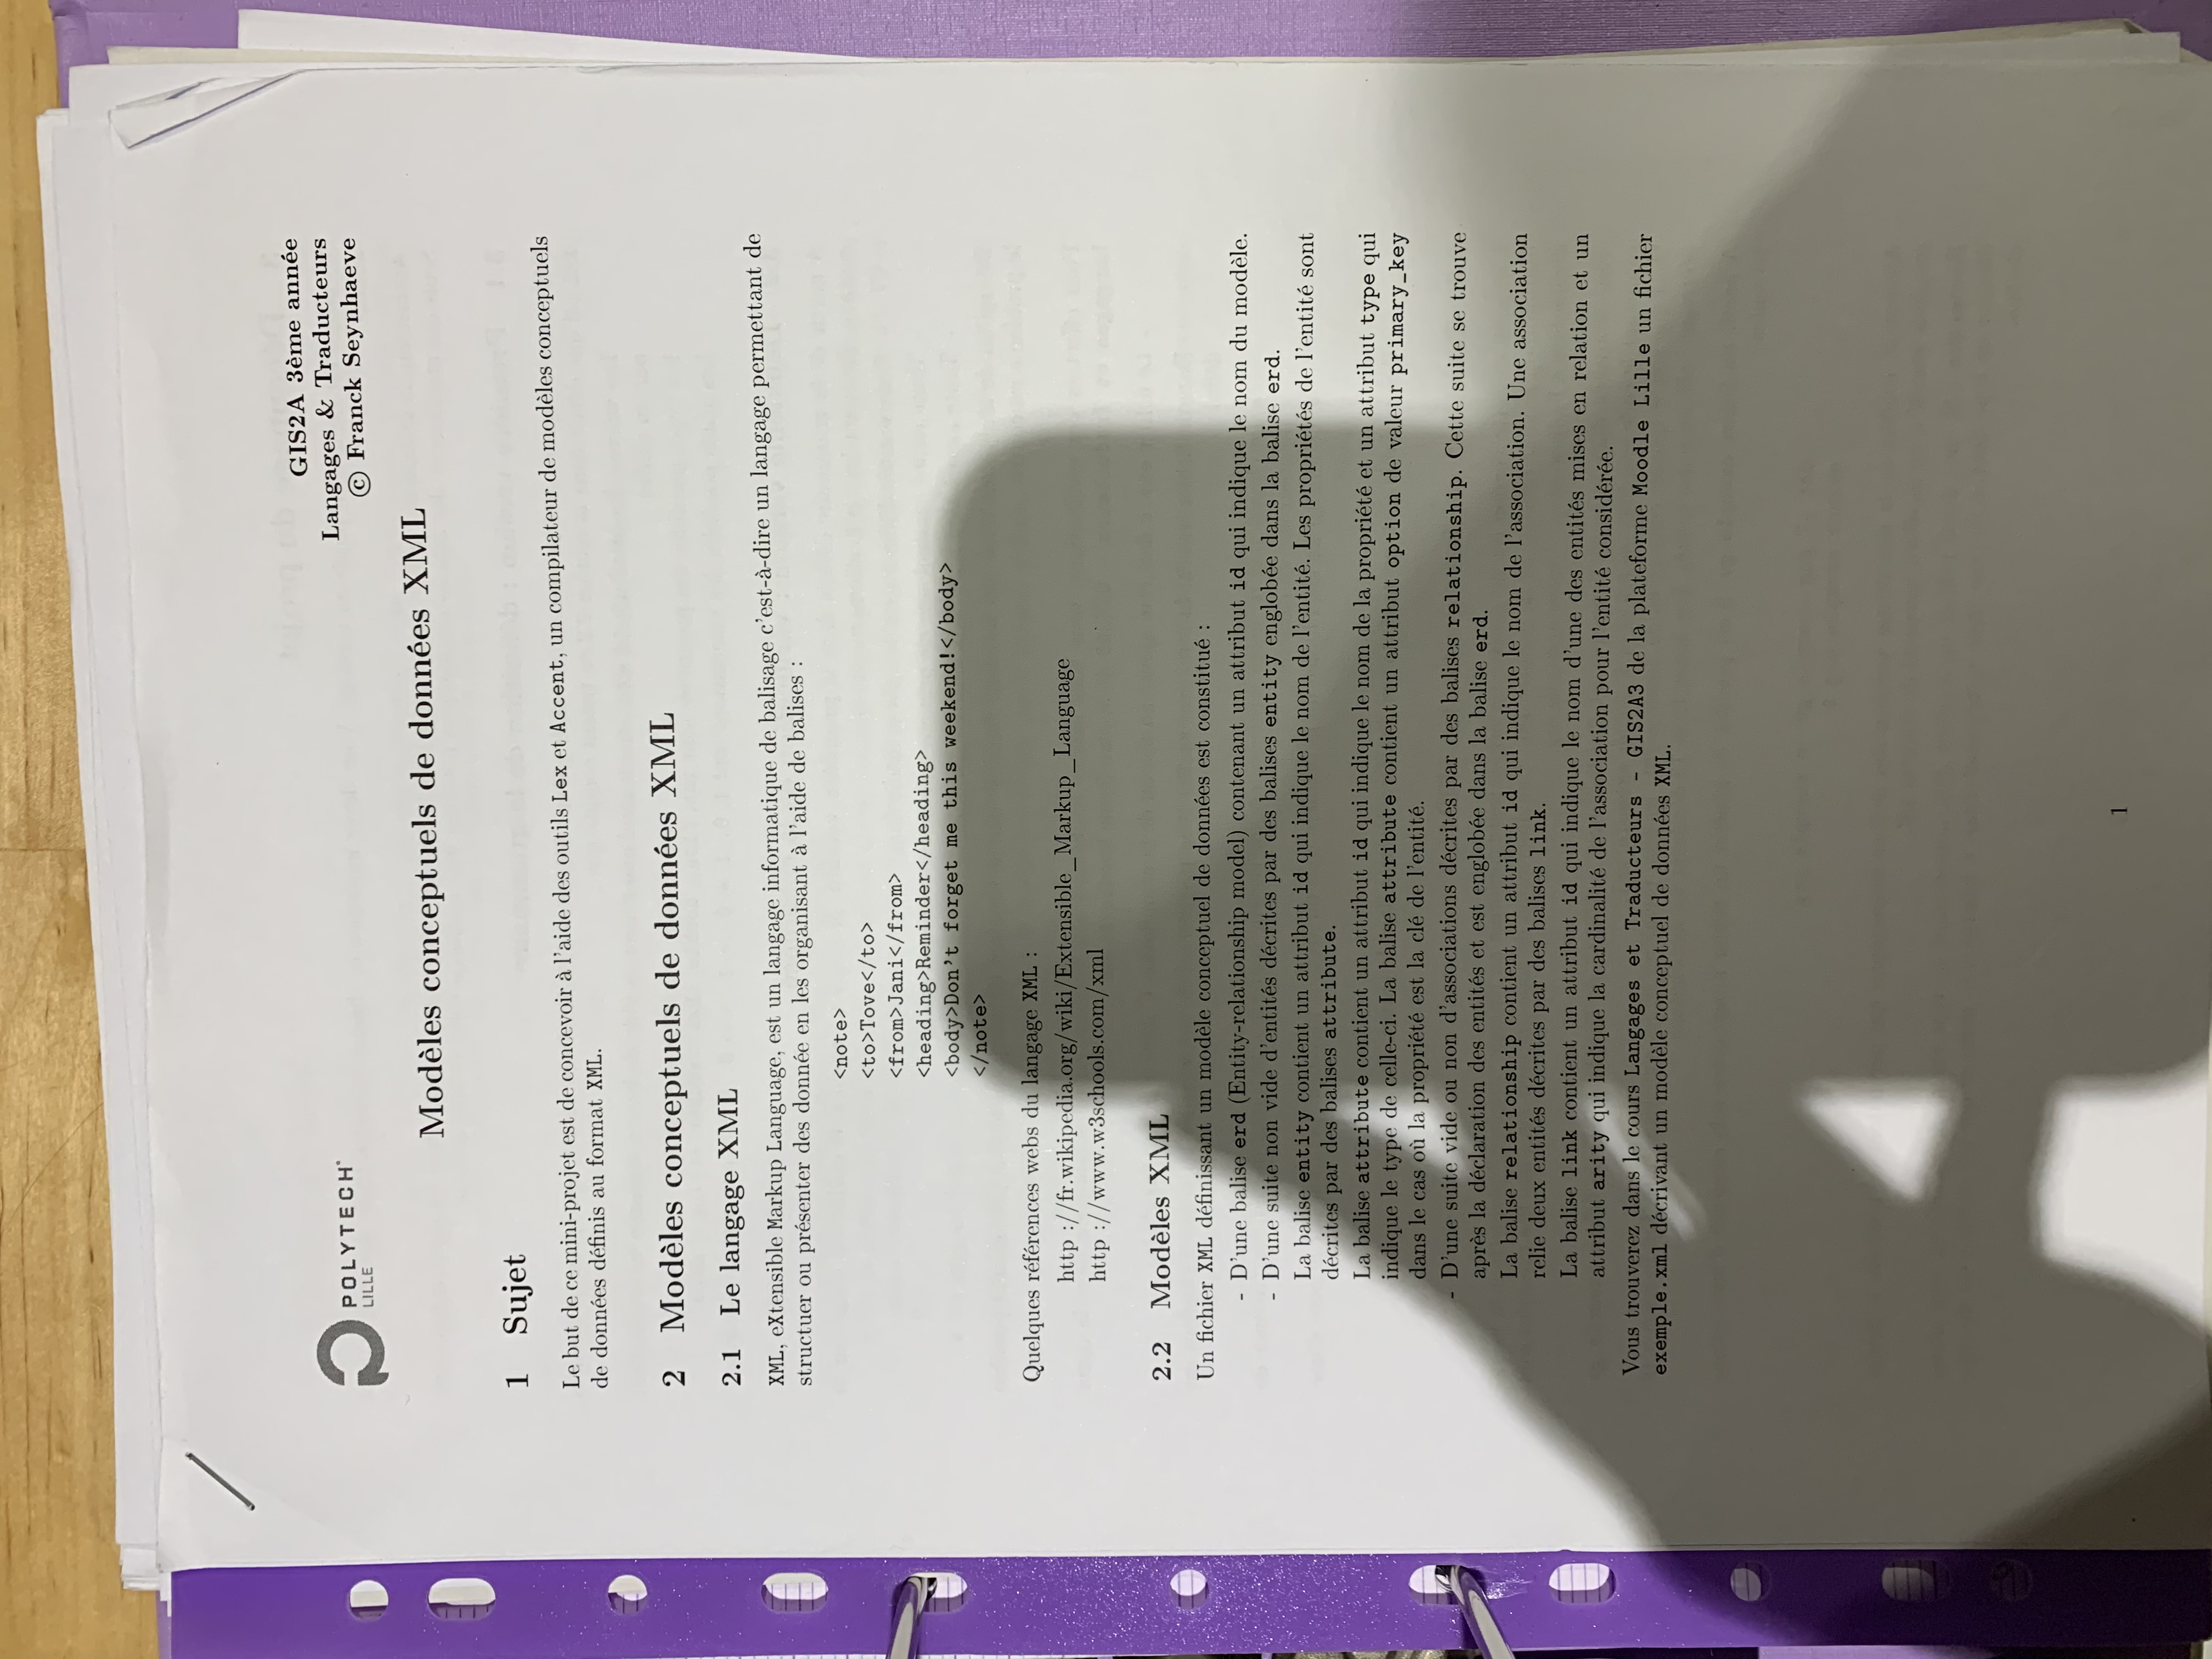 POLYTECH
LILLE
GIS2A 3ème année
Langages & Traducteurs
© Franck Seynhaeve
Modèles conceptuels de données XML
1 Sujet
Le but de ce mini-projet est de concevoir à l'aide des outils Lex et Accent, un compilateur de modèles conceptuels
de données définis au format XML.
2 Modèles conceptuels de données XML
2.1 Le langage XML
XML, eXtensible Markup Language, est un langage informatique de balisage c'est-à-dire un langage permettant de
structuer ou présenter des donnée en les organisant à l'aide de balises :
<note>
<to>Tove</to>
<from>Jani</from>
<heading>Reminder</heading>
<body>Don't forget me this weekend!</body>
</note>
Quelques références webs du langage XML :
http ://fr.wikipedia.org/wiki/Extensible_Markup_Language
http ://www.w3schools.com/xml
2.2 Modèles XML
Un fichier XML définissant un modèle conceptuel de données est constitué :
- D'une balise erd (Entity-relationship model) contenant un attribut id qui indique le nom du modèle.
- D'une suite non vide d'entités décrites par des balises entity englobée dans la balise erd.
La balise entity contient un attribut id qui indique le nom de l'entité. Les propriétés de l'entité sont
décrites par des balises attribute.
La balise attribute contient un attribut id qui indique le nom de la propriété et un attribut type qui
indique le type de celle-ci. La balise attribute contient un attribut option de valeur primary_key
dans le cas où la propriété est la clé de l'entité.
- D'une suite vide ou non d'associations décrites par des balises relationship. Cette suite se trouve
après la déclaration des entités et est englobée dans la balise erd.
La balise relationship contient un attribut id qui indique le nom de l'association. Une association
relie deux entités décrites par des balises link.
La balise link contient un attribut id qui indique le nom d'une des entités mises en relation et un
attribut arity qui indique la cardinalité de l'association pour l'entité considérée.
Vous trouverez dans le cours Langages et Traducteurs - GIS2A3 de la plateforme Moodle Lille un fichier
exemple.xml décrivant un modèle conceptuel de données XML.
1